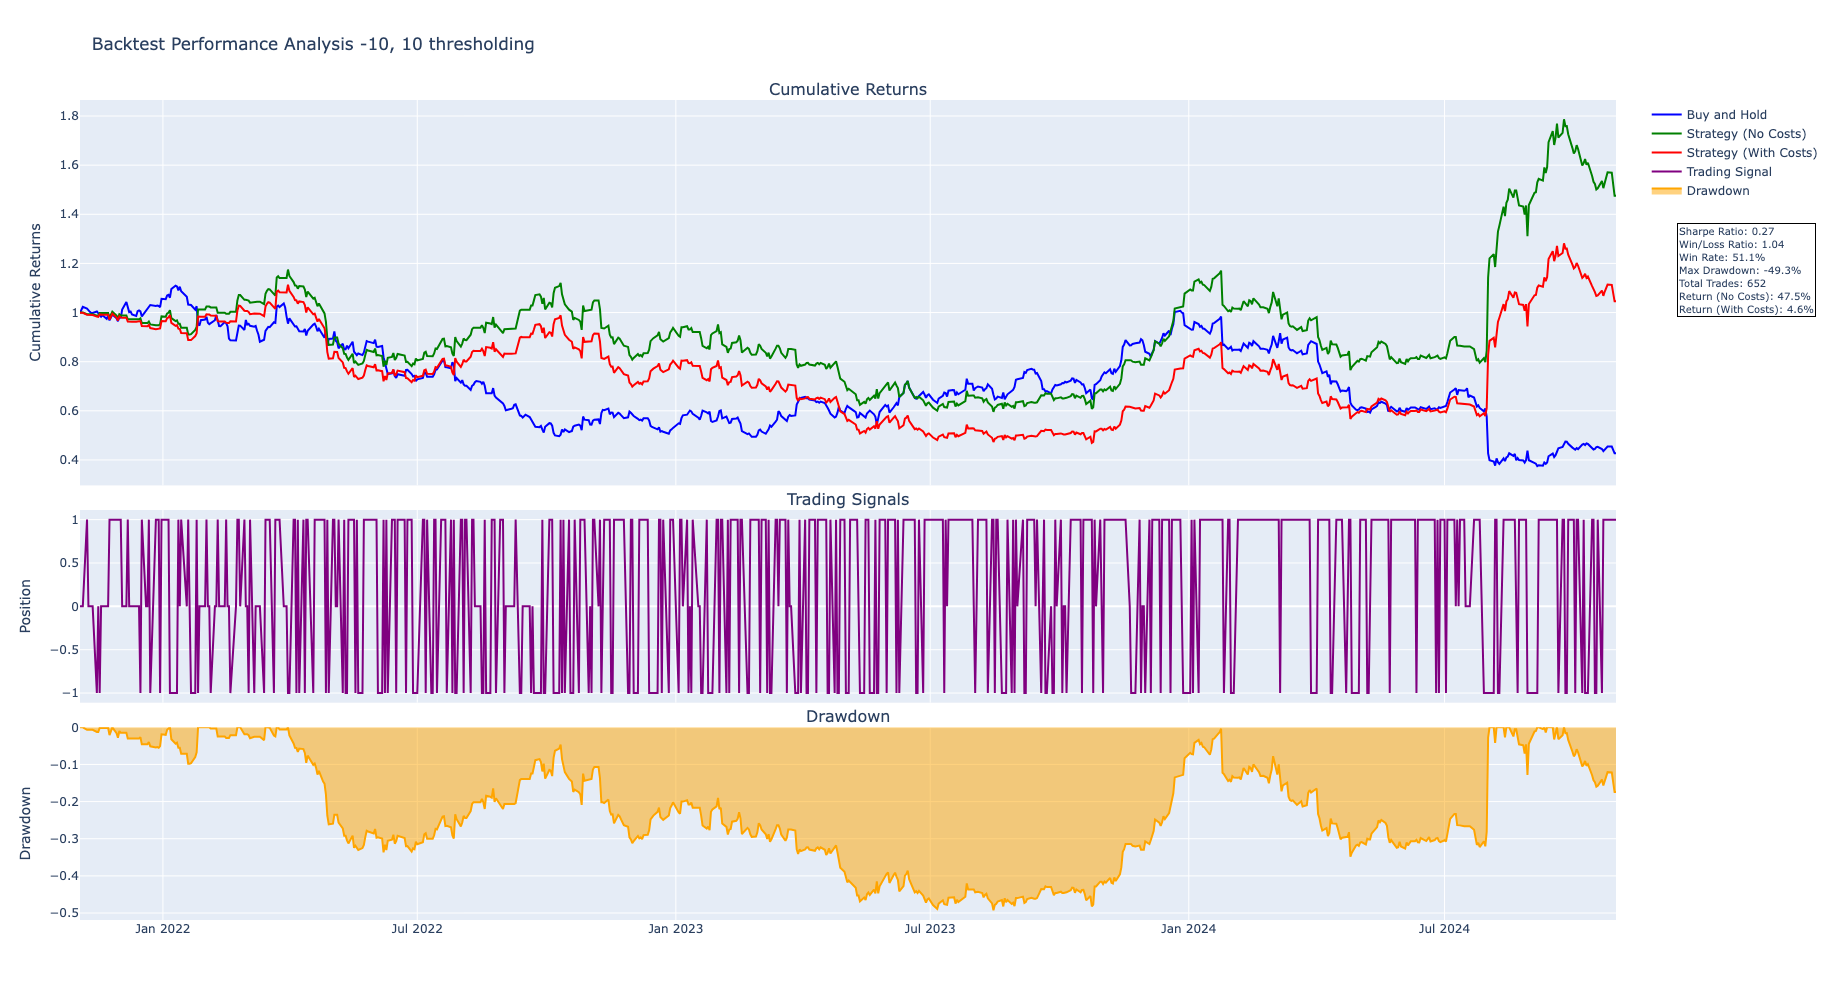 Backtest Performance Analysis -10, 10 thresholding
Cumulative Returns
Cumulative Returns
1.8
1.6
1.4
1.2
1
0.8
0.6
0.4
Buy and Hold
Strategy (No Costs)
Strategy (With Costs)
Trading Signal
Drawdown
Sharpe Ratio: 0.27
Win/Loss Ratio: 1.04
Win Rate: 51.1%
Max Drawdown: -49.3%
Total Trades: 652
Return (No Costs): 47.5%
Return (With Costs): 4.6%
Trading Signals
Position
1
0.5
0
−0.5
−1
Drawdown
Drawdown
0
−0.1
−0.2
−0.3
−0.4
−0.5
Jan 2022
Jul 2022
Jan 2023
Jul 2023
Jan 2024
Jul 2024